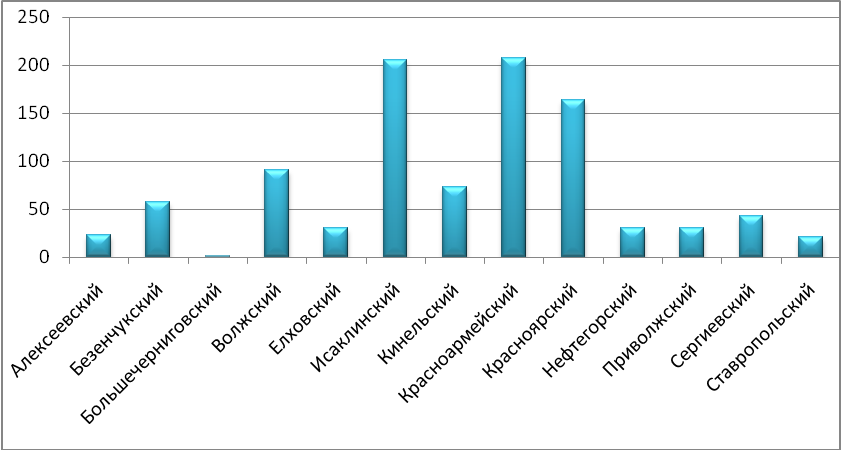 250
200
150
100
50
0
Алексеевский
Безенчукский
Большечерниговский
Волжский
Елховский
Исаклинский
Кинельский
Красноармейский
Красноярский
Нефтегорский
Приволжский
Сергиевский
Ставропольский